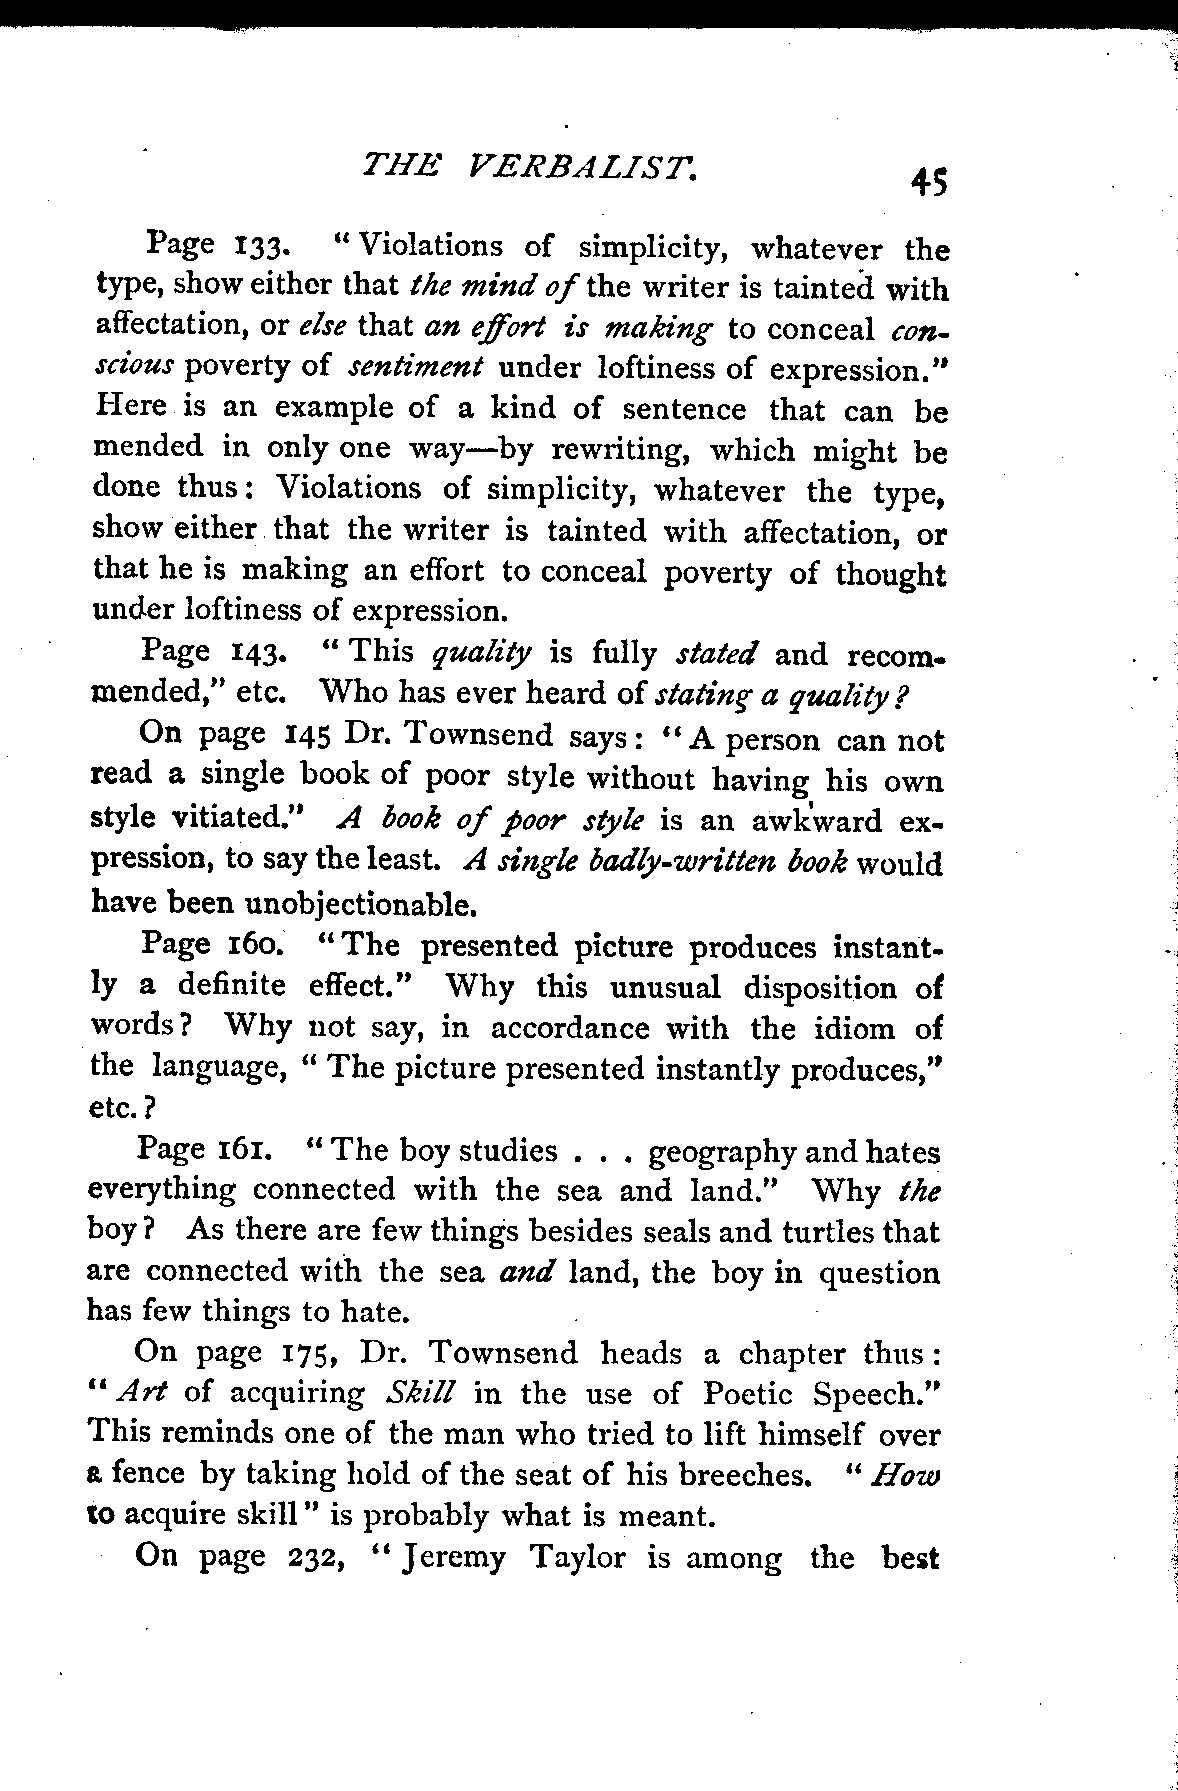 THE VERBALIST. 45
Page 133. “Violations of simplicity, whatever the
type, show either that the mind of the writer is tainted with
affectation, or else that an effort is making to conceal con-
scious poverty of sentiment under loftiness of expression.”
Here is an example of a kind of sentence that can be
mended in only one way—by rewriting, which might be
done thus: Violations of simplicity, whatever the type,
show either that the writer is tainted with affectation, or
that he is making an effort to conceal poverty of thought
under loftiness of expression.
Page 143. “This quality is fully stated and recom-
mended,” etc. Who has ever heard of stating a quality?
On page 145 Dr. Townsend says: “A person can not
read a single book of poor style without having his own
style vitiated.” A book of poor style is an awkward ex-
pression, to say the least. A single badly-written book would
have been unobjectionable.
Page 160. “The presented picture produces instant-
ly a definite effect.” Why this unusual disposition of
words? Why not say, in accordance with the idiom of
the language, “The picture presented instantly produces,”
etc.?
Page 161. “The boy studies . . . geography and hates
everything connected with the sea and land.” Why the
boy? As there are few things besides seals and turtles that
are connected with the sea and land, the boy in question
has few things to hate.
On page 175, Dr. Townsend heads a chapter thus:
“Art of acquiring Skill in the use of Poetic Speech.”
This reminds one of the man who tried to lift himself over
a fence by taking hold of the seat of his breeches. “How
to acquire skill” is probably what is meant.
On page 232, “Jeremy Taylor is among the best